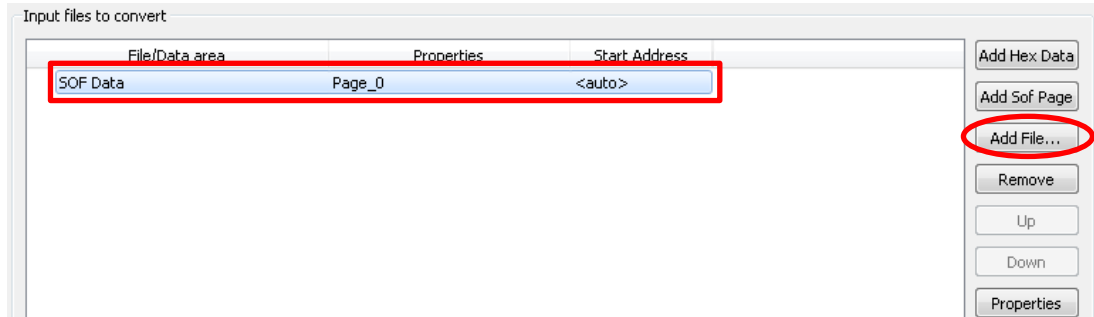 Input files to convert
File/Data area Properties Start Address
SOF Data Page_0 <auto>
Add Hex Data
Add Sof Page
Add File...
Remove
Up
Down
Properties